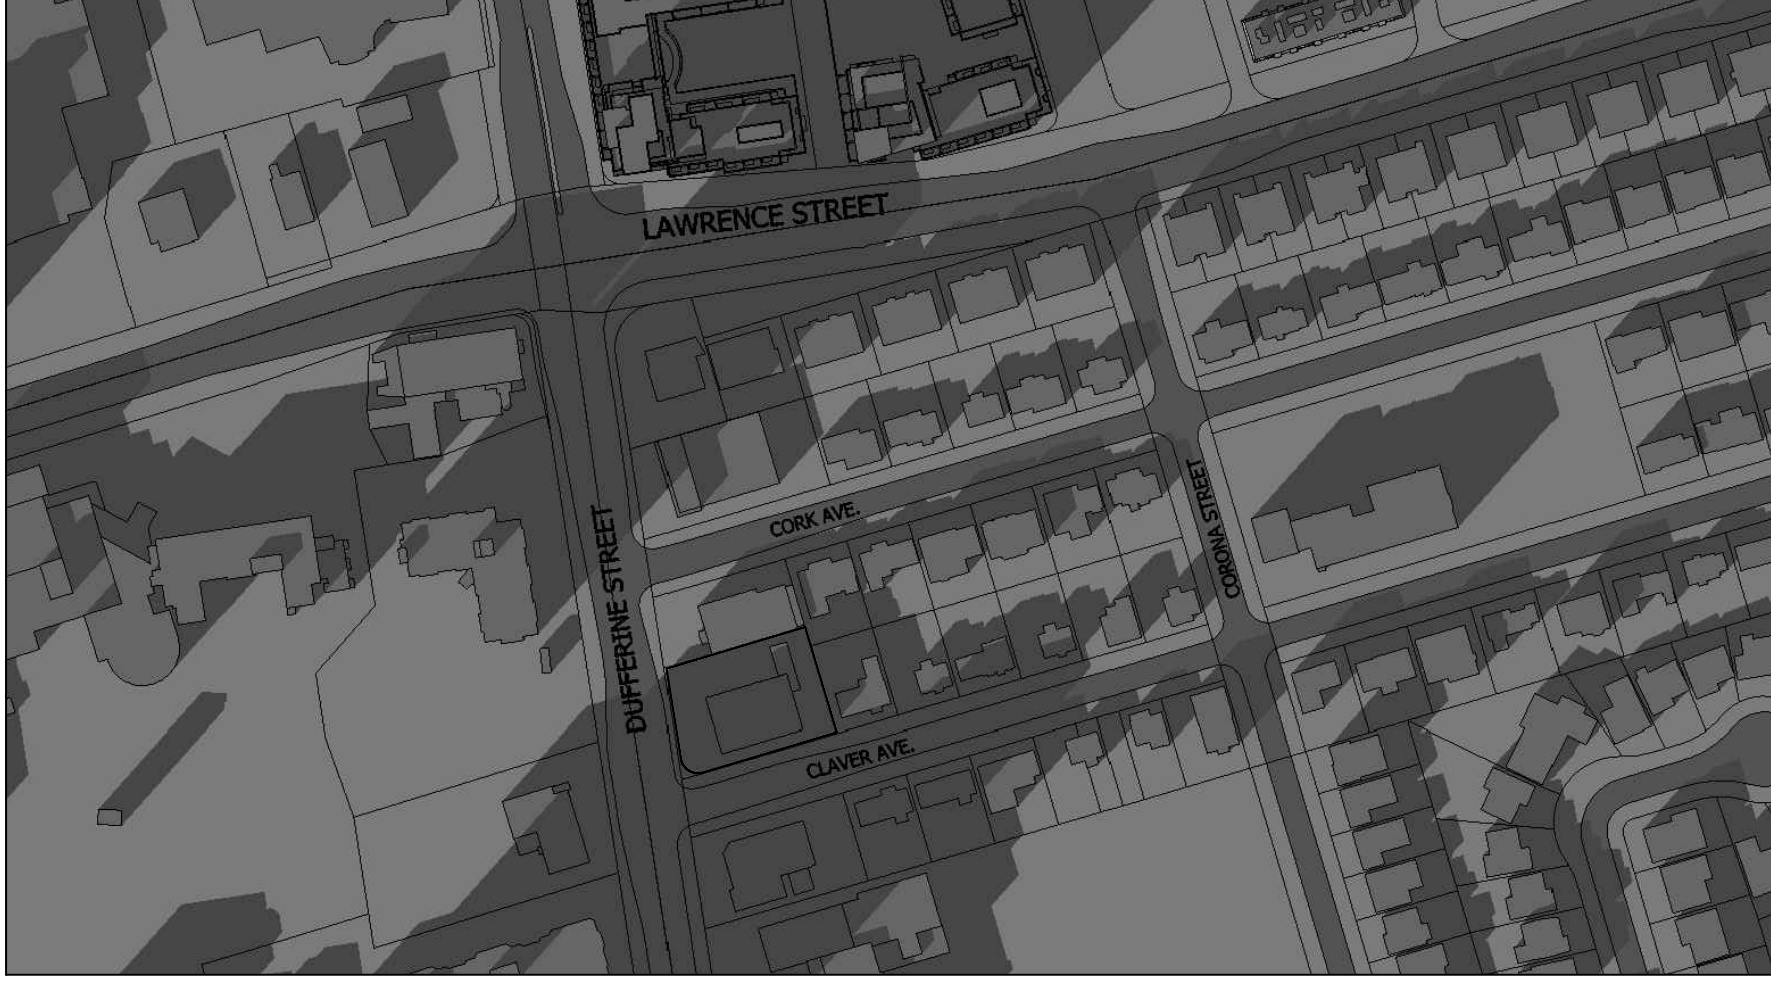 LAWRENCE STREET
CORK AVE.
CORONA STREET
DUFFERINE STREET
CLAVER AVE.